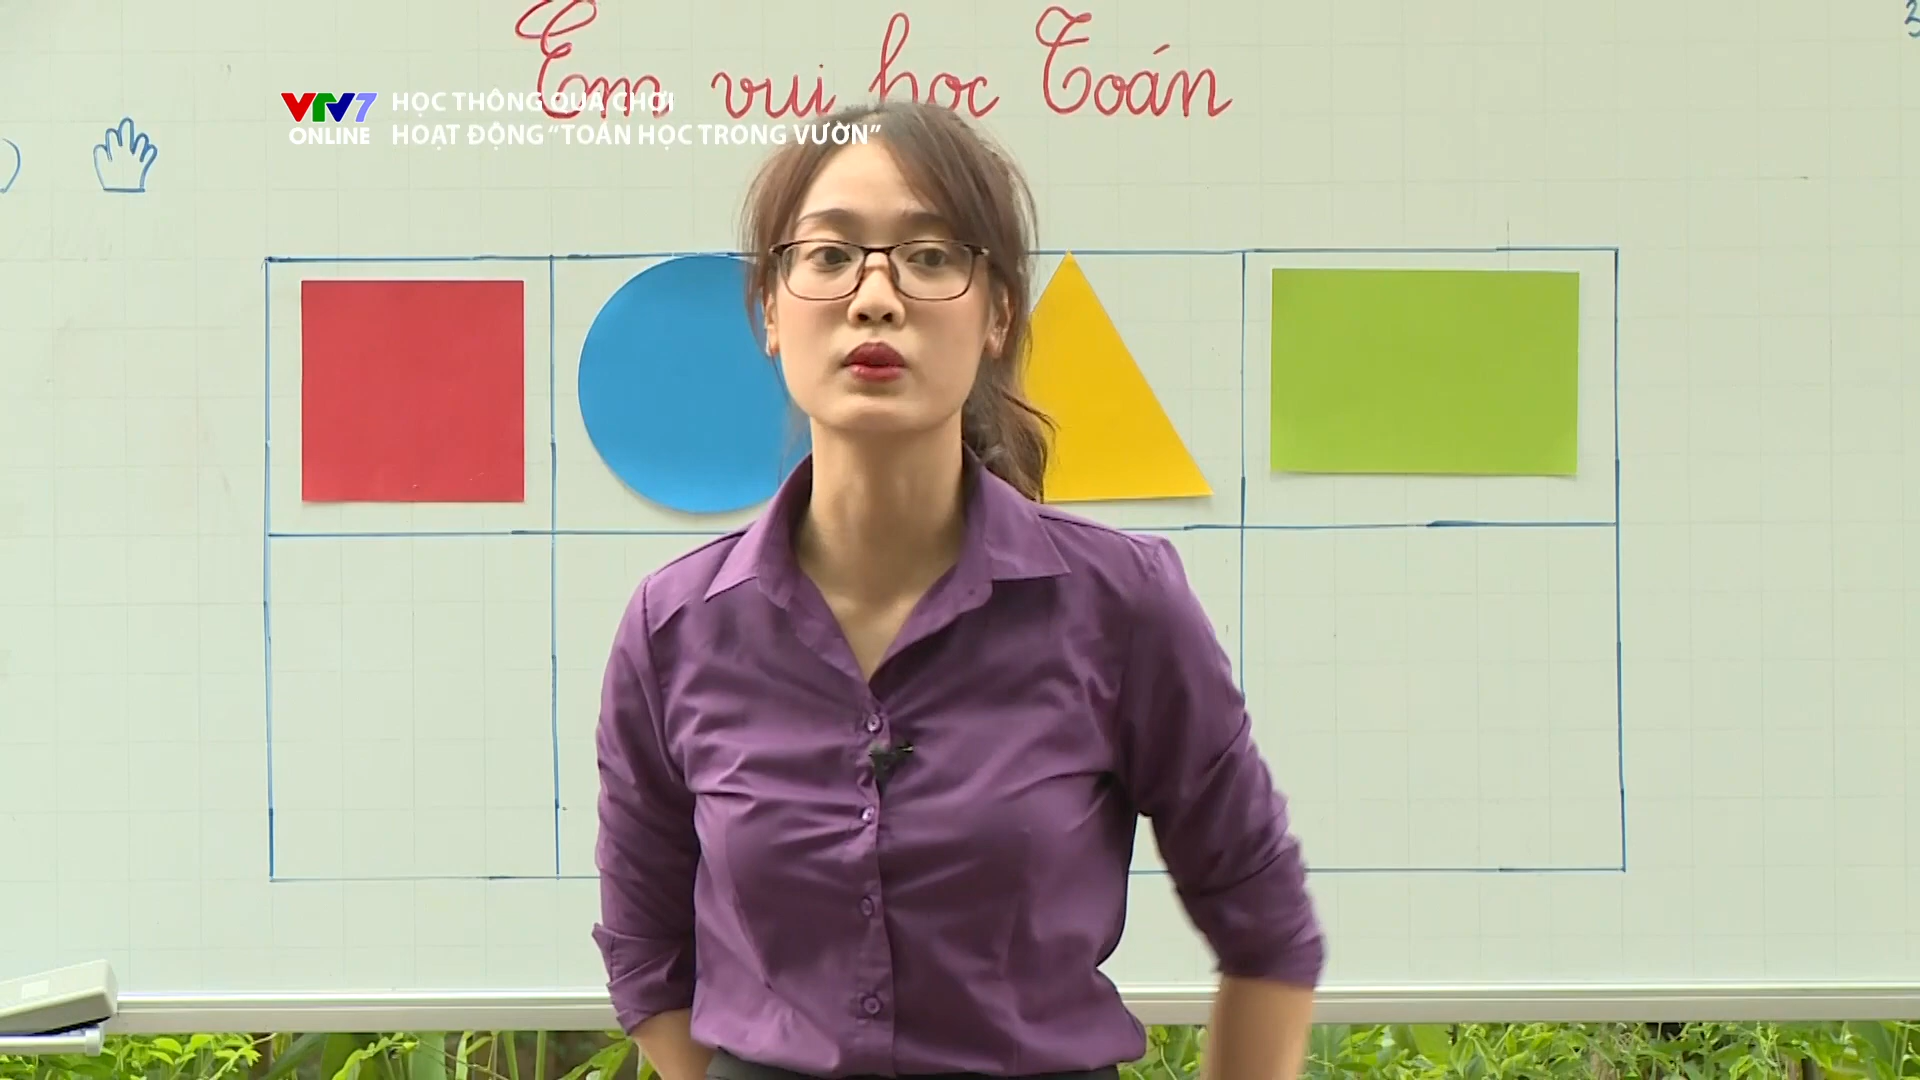 Em vui học Toán
VTV7 HỌC THÔNG QUA CHƠI
ONLINE HOẠT ĐỘNG “TOÁN HỌC TRONG VƯỜN”